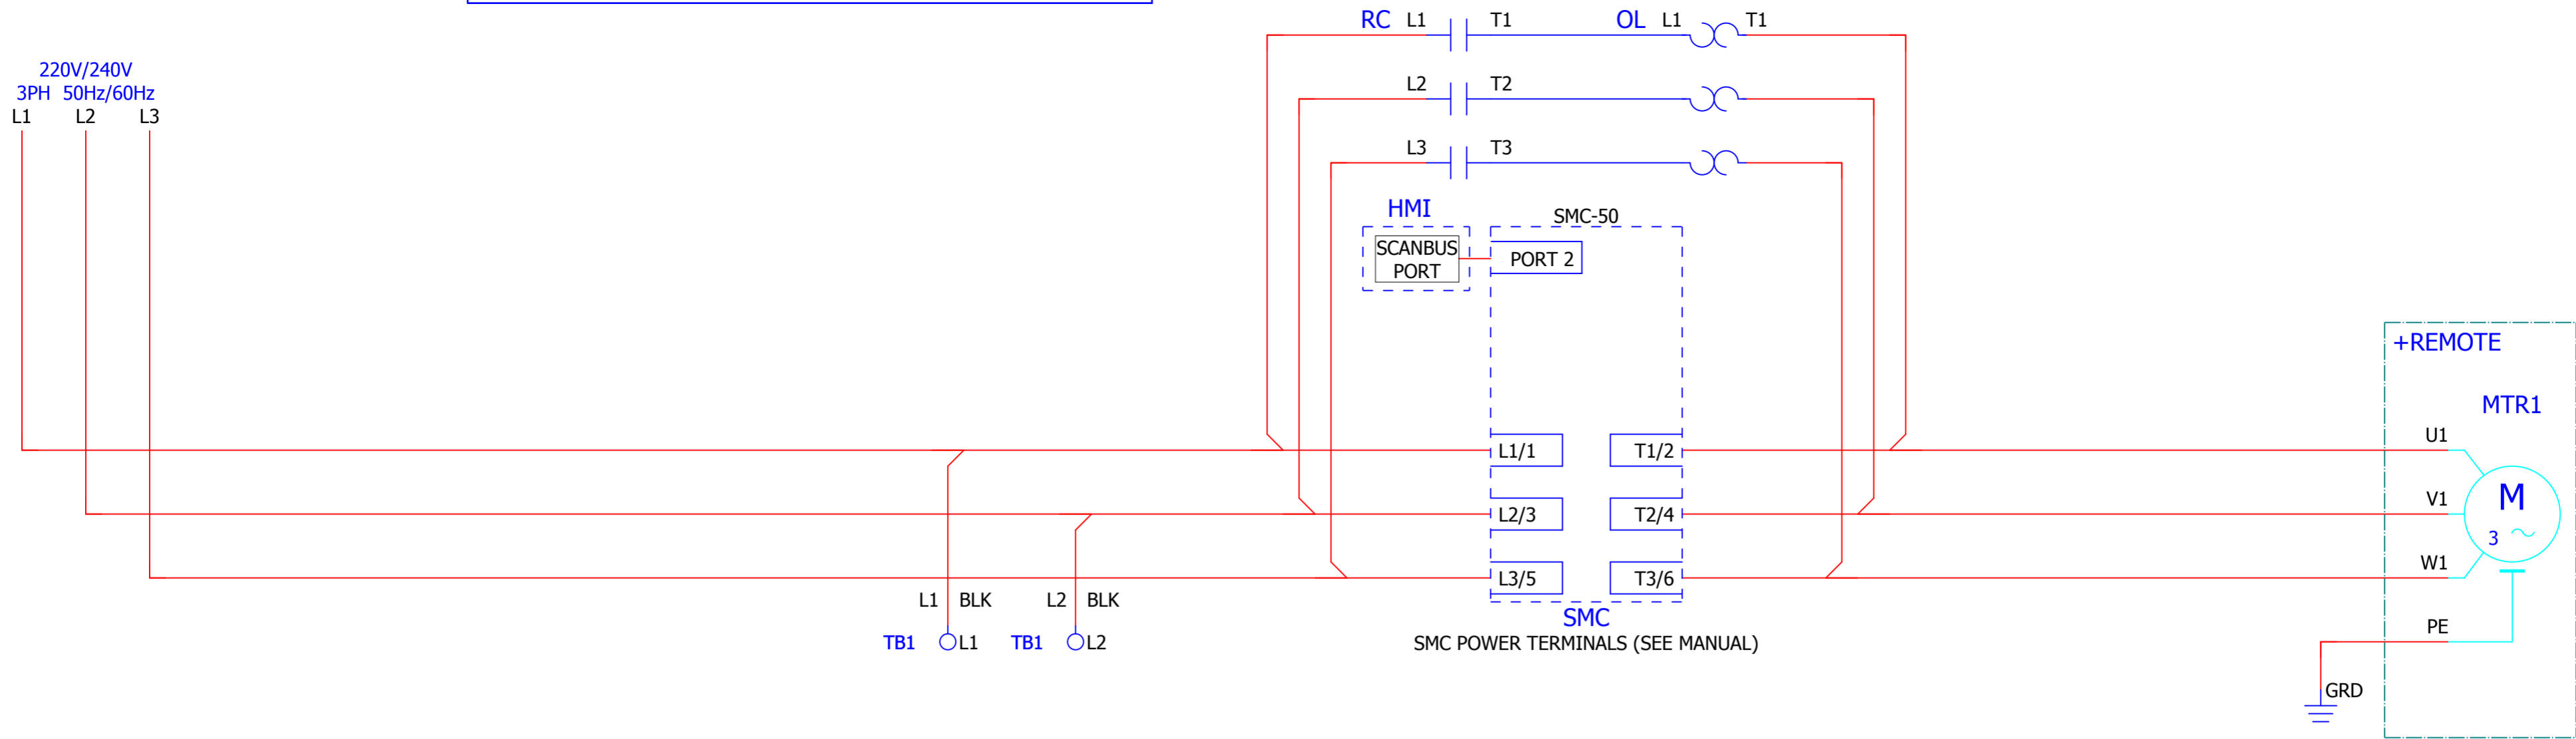 RC L1 T1 OL L1 T1
220V/240V
3PH 50Hz/60Hz
L1 L2 L3
L2 T2
L3 T3
HMI
SMC-50
SCANBUS
PORT
PORT 2
+REMOTE
MTR1
U1
L1/1 T1/2
V1
M
3 ~
L2/3 T2/4
W1
L3/5 T3/6
L1 BLK L2 BLK
SMC
TB1 L1 TB1 L2
SMC POWER TERMINALS (SEE MANUAL)
PE
GRD